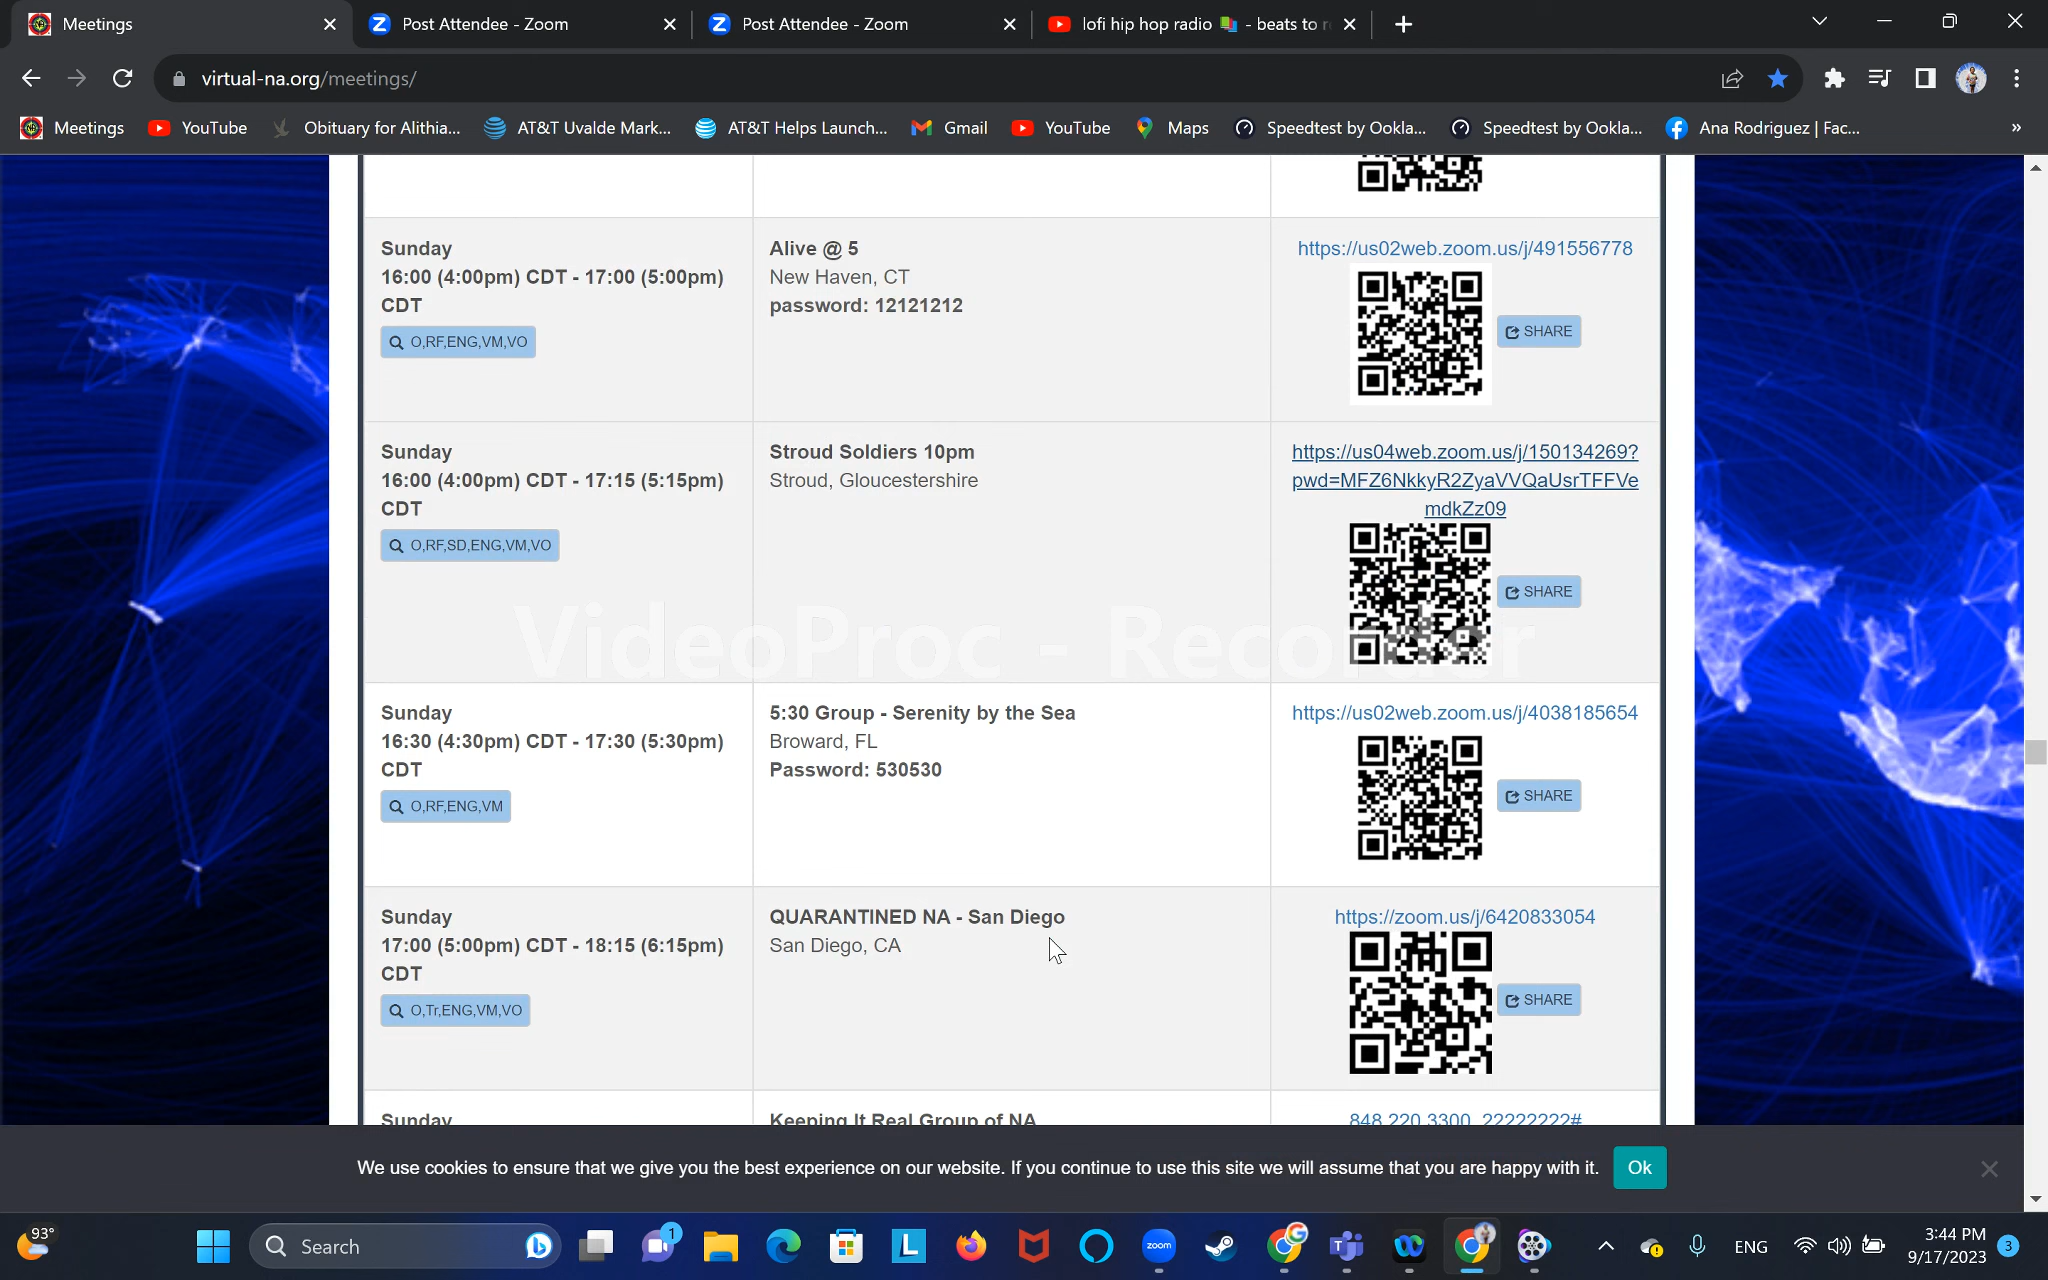 Meetings
Post Attendee - Zoom
Post Attendee - Zoom
lofi hip hop radio 📚 - beats to r
virtual-na.org/meetings/
Meetings
YouTube
Obituary for Alithia...
AT&T Uvalde Mark...
AT&T Helps Launch...
Gmail
YouTube
Maps
Speedtest by Ookla...
Speedtest by Ookla...
Ana Rodriguez | Fac...
»
Sunday
16:00 (4:00pm) CDT - 17:00 (5:00pm)
CDT
O,RF,ENG,VM,VO
Alive @ 5
New Haven, CT
password: 12121212
https://us02web.zoom.us/j/491556778
SHARE
Sunday
16:00 (4:00pm) CDT - 17:15 (5:15pm)
CDT
O,RF,SD,ENG,VM,VO
Stroud Soldiers 10pm
Stroud, Gloucestershire
https://us04web.zoom.us/j/150134269?
pwd=MFZ6NkkyR2ZyaVVQaUsrTFFVe
mdkZz09
SHARE
VideoProc - Recorder
Sunday
16:30 (4:30pm) CDT - 17:30 (5:30pm)
CDT
O,RF,ENG,VM
5:30 Group - Serenity by the Sea
Broward, FL
Password: 530530
https://us02web.zoom.us/j/4038185654
SHARE
Sunday
17:00 (5:00pm) CDT - 18:15 (6:15pm)
CDT
O,Tr,ENG,VM,VO
QUARANTINED NA - San Diego
San Diego, CA
https://zoom.us/j/6420833054
SHARE
Sunday
Keeping It Real Group of NA
848 220 3300 22222222#
We use cookies to ensure that we give you the best experience on our website. If you continue to use this site we will assume that you are happy with it.
Ok
93°
Search
1
L
zoom
ENG
3:44 PM
9/17/2023
3